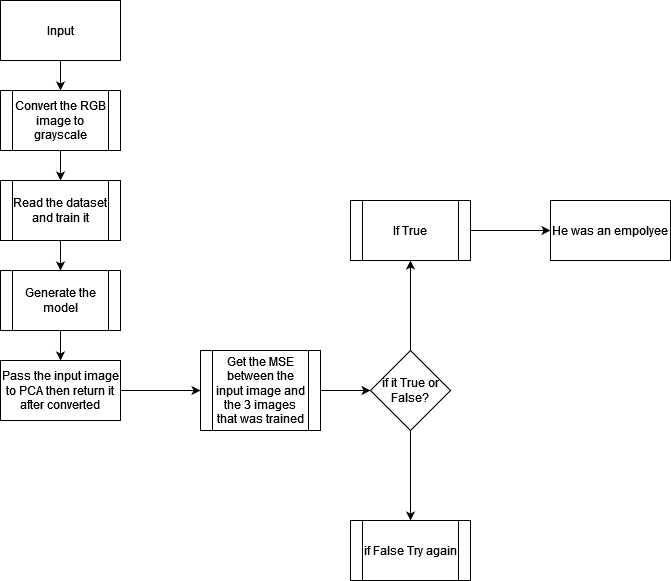 Input
Convert the RGB
image to
grayscale
Read the dataset
and train it
Generate the
model
Pass the input image
to PCA then return it
after converted
Get the MSE
between the
input image and
the 3 images
that was trained
if it True or
False?
If True
He was an empolyee
if False Try again